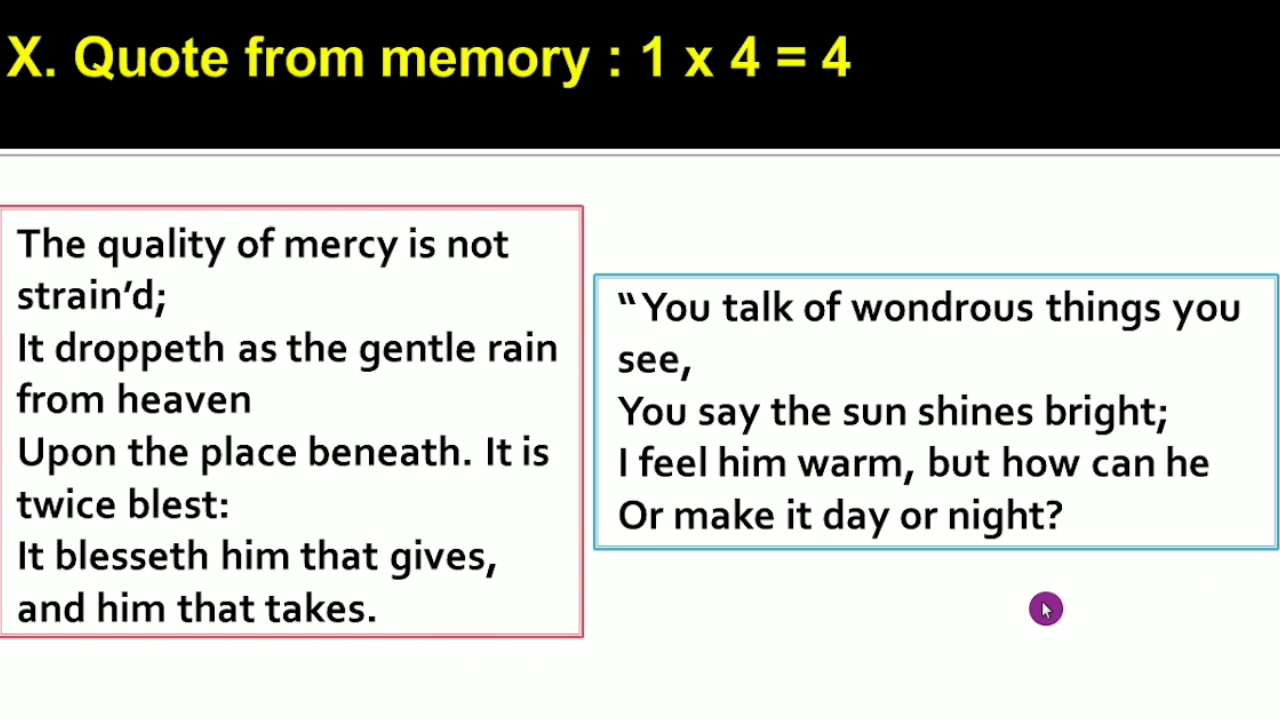 X. Quote from memory : 1 x 4 = 4
The quality of mercy is not
strain’d;
It droppeth as the gentle rain
from heaven
Upon the place beneath. It is
twice blest:
It blesseth him that gives,
and him that takes.
“You talk of wondrous things you
see,
You say the sun shines bright;
I feel him warm, but how can he
Or make it day or night?